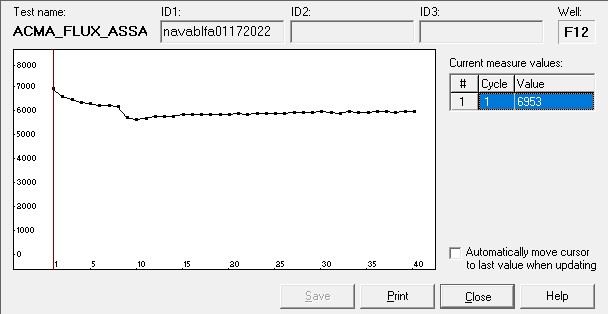 Test name:
ID1:
ID2:
ID3:
Well:
ACMA_FLUX_ASSA
navablfa01172022
F12
8000
7000
6000
5000
4000
3000
2000
1000
0
1 5 10 15 20 25 30 35 40
Current measure values:
# Cycle Value
1 1 6953
Automatically move cursor
to last value when updating
Save Print Close Help